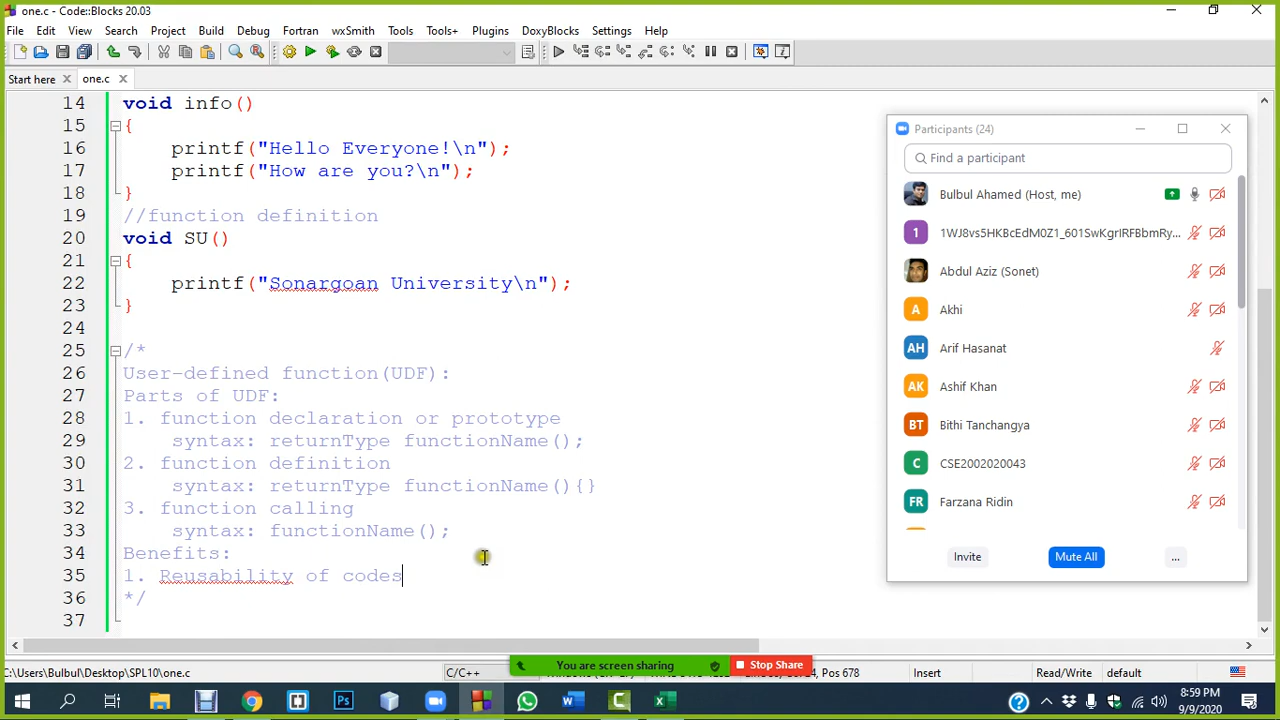 one.c - Code::Blocks 20.03
File Edit View Search Project Build Debug Fortran wxSmith Tools Tools+ Plugins DoxyBlocks Settings Help
Start here one.c
14 void info()
15 {
16 printf("Hello Everyone!\n");
17 printf("How are you?\n");
18 }
19 //function definition
20 void SU()
21 {
22 printf("Sonargoan University\n");
23 }
24
25 /*
26 User-defined function(UDF):
27 Parts of UDF:
28 1. function declaration or prototype
29 syntax: returnType functionName();
30 2. function definition
31 syntax: returnType functionName(){}
32 3. function calling
33 syntax: functionName();
34 Benefits:
35 1. Reusability of codes
36 */
37
Participants (24)
Find a participant
Bulbul Ahamed (Host, me)
1
Abdul Aziz (Sonet)
A Akhi
AH Arif Hasanat
AK Ashif Khan
BT Bithi Tanchangya
C CSE2002020043
FR Farzana Ridin
Invite Mute All ...
C:\Users\Bulbul\Desktop\SPL10\one.c C/C++ Pos 678 Insert Read/Write default
You are screen sharing Stop Share
8:59 PM
9/9/2020